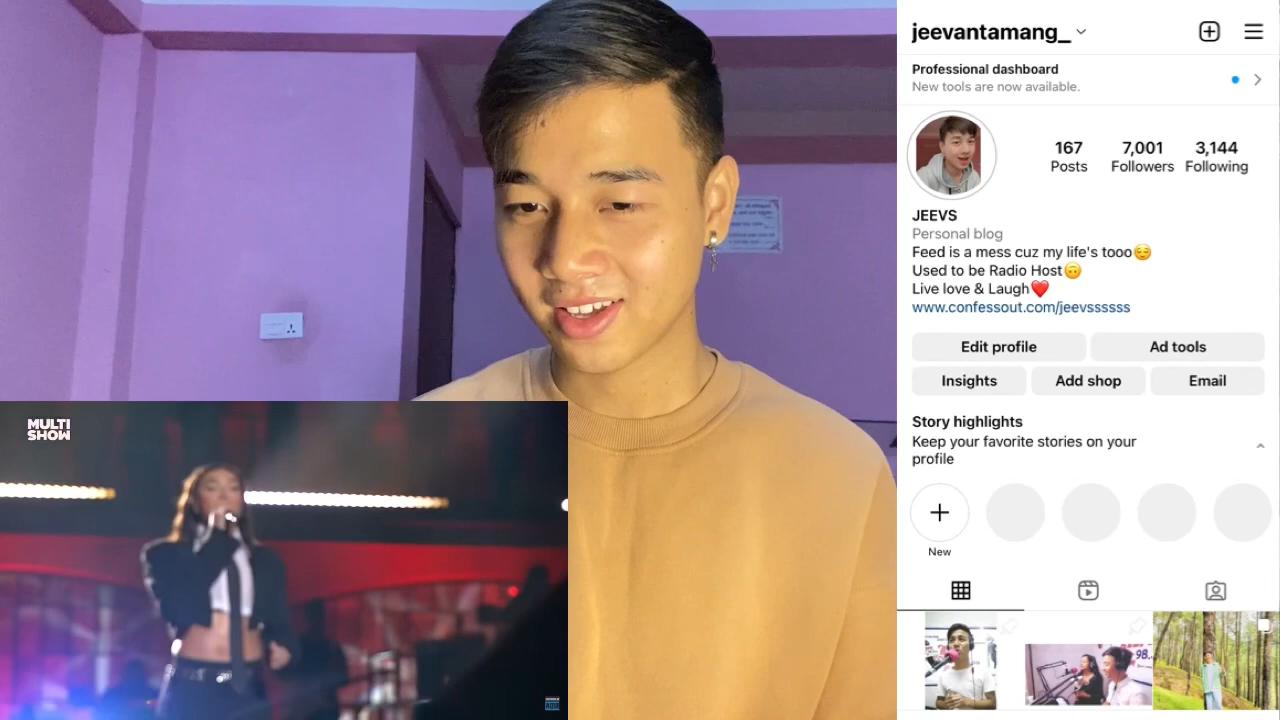 MULTI
SHOW
jeevantamang_
Professional dashboard
New tools are now available.
167
7,001
3,144
Posts
Followers
Following
JEEVS
Personal blog
Feed is a mess cuz my life's tooo😌
Used to be Radio Host🙃
Live love & Laugh❤️
www.confessout.com/jeevssssss
Edit profile
Ad tools
Insights
Add shop
Email
Story highlights
Keep your favorite stories on your
profile
New
98.